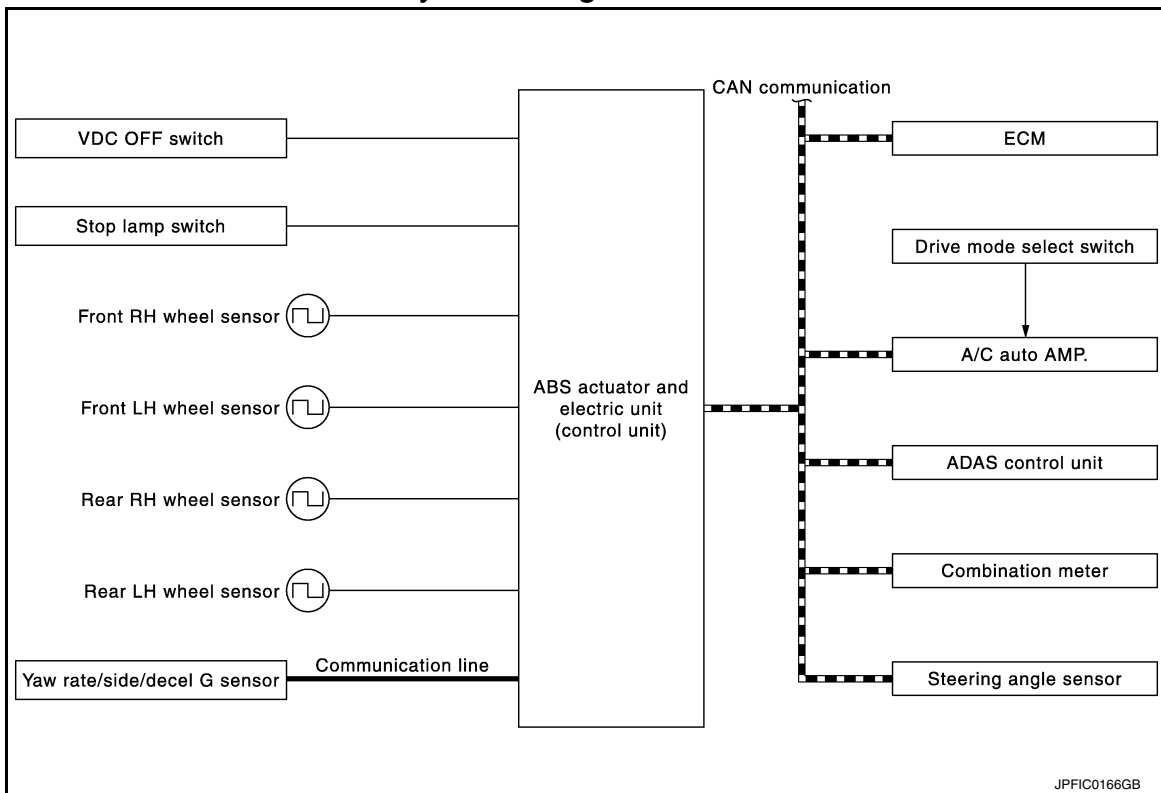 CAN communication
VDC OFF switch
ECM
Stop lamp switch
Drive mode select switch
Front RH wheel sensor
A/C auto AMP.
ABS actuator and
electric unit
(control unit)
Front LH wheel sensor
ADAS control unit
Rear RH wheel sensor
Combination meter
Rear LH wheel sensor
Communication line
Yaw rate/side/decel G sensor
Steering angle sensor
JPFIC0166GB